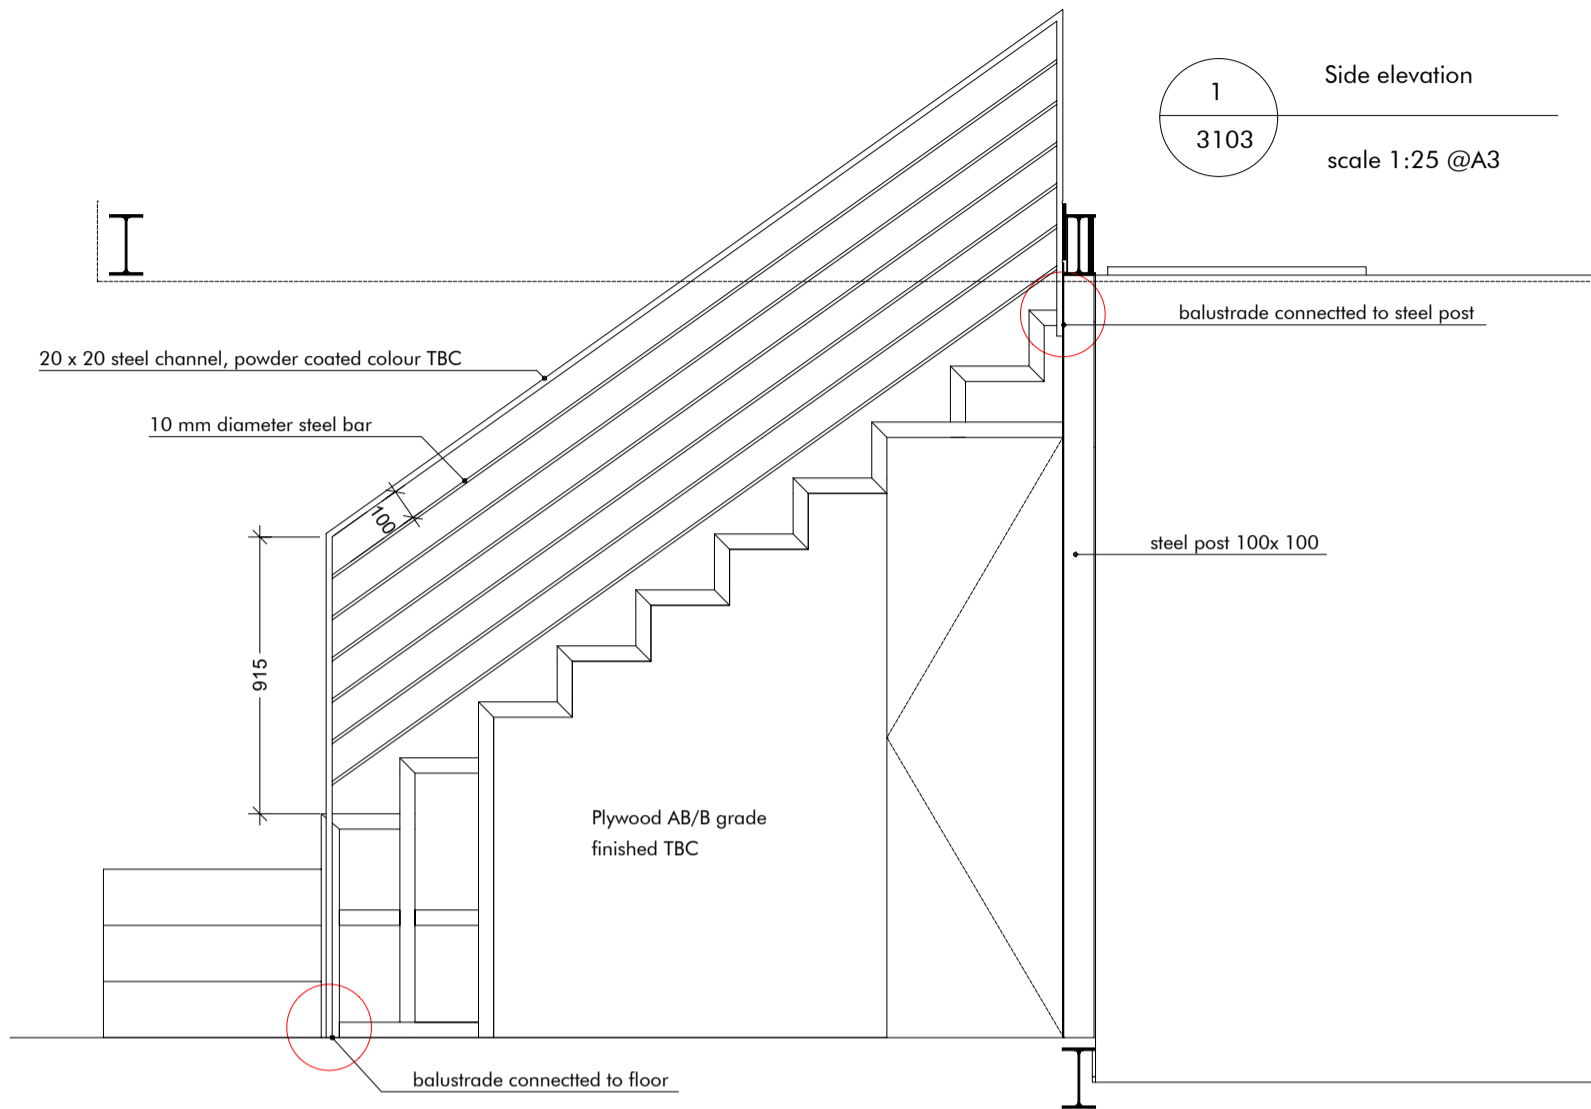 1
3103
Side elevation
scale 1:25 @A3
balustrade connectted to steel post
20 x 20 steel channel, powder coated colour TBC
10 mm diameter steel bar
100
steel post 100x 100
915
Plywood AB/B grade
finished TBC
balustrade connectted to floor